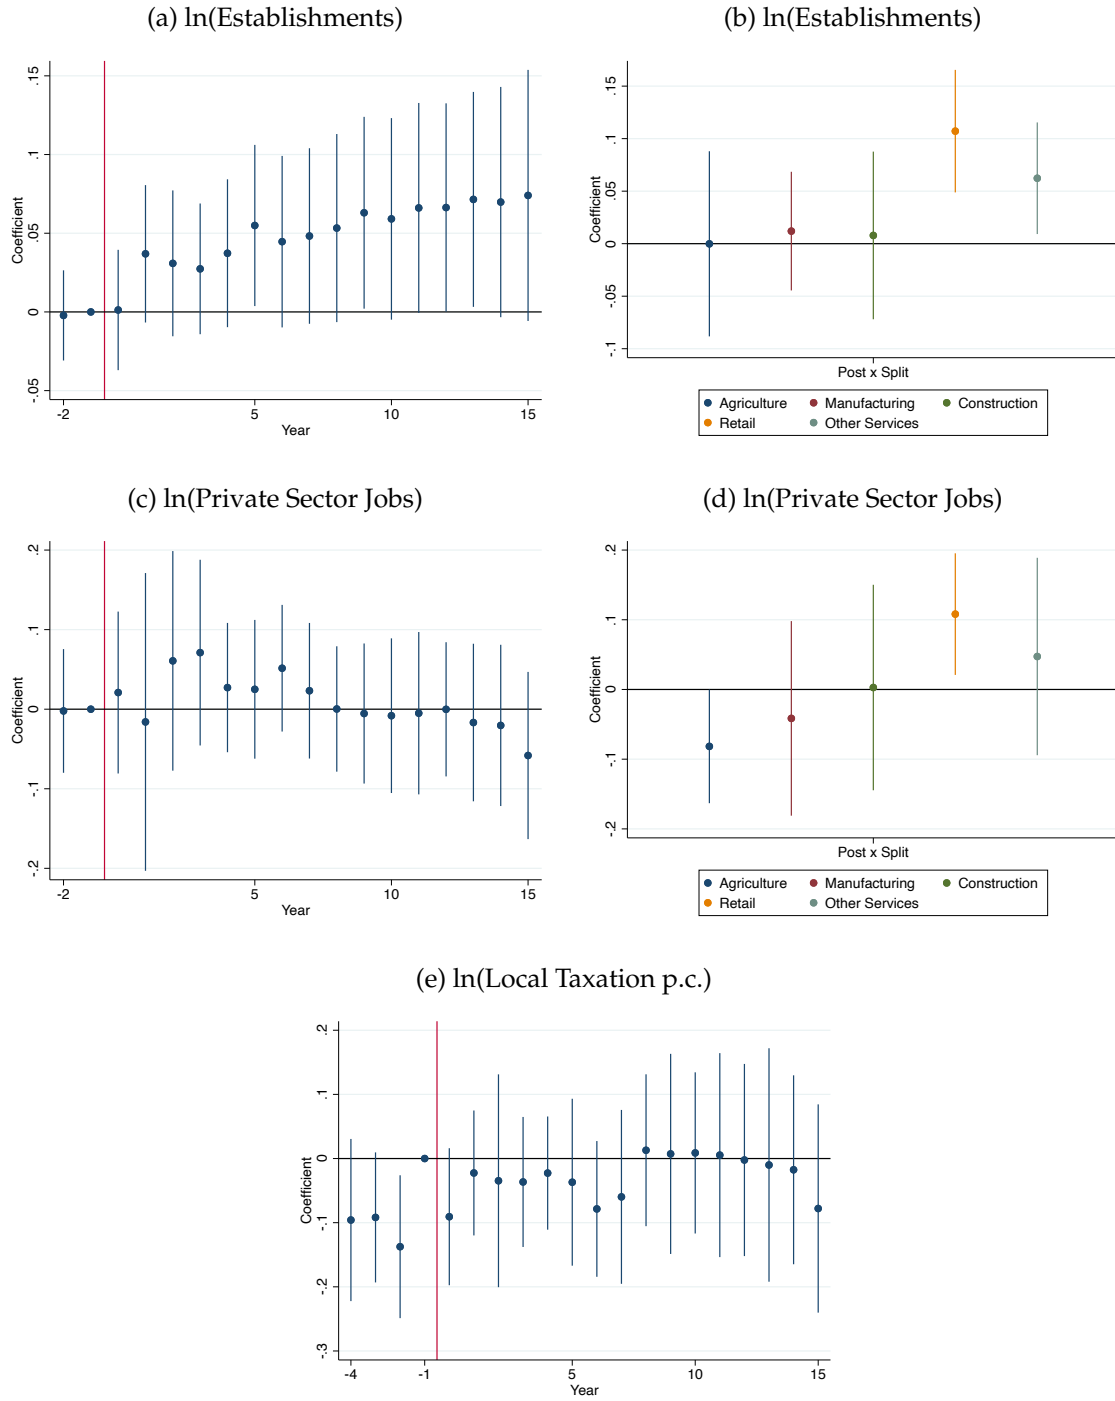 (a) ln(Establishments)
(b) ln(Establishments)
Coefficient
.15
.1
.05
0
-.05
-2
5
10
15
Year
Coefficient
.15
.1
.05
0
-.05
-.1
Post x Split
Agriculture Manufacturing Construction
Retail Other Services
(c) ln(Private Sector Jobs)
(d) ln(Private Sector Jobs)
Coefficient
.2
.1
0
-.1
-.2
-2
5
10
15
Year
Coefficient
.2
.1
0
-.1
-.2
Post x Split
Agriculture Manufacturing Construction
Retail Other Services
(e) ln(Local Taxation p.c.)
Coefficient
.2
.1
0
-.1
-.2
-.3
-4
-1
5
10
15
Year